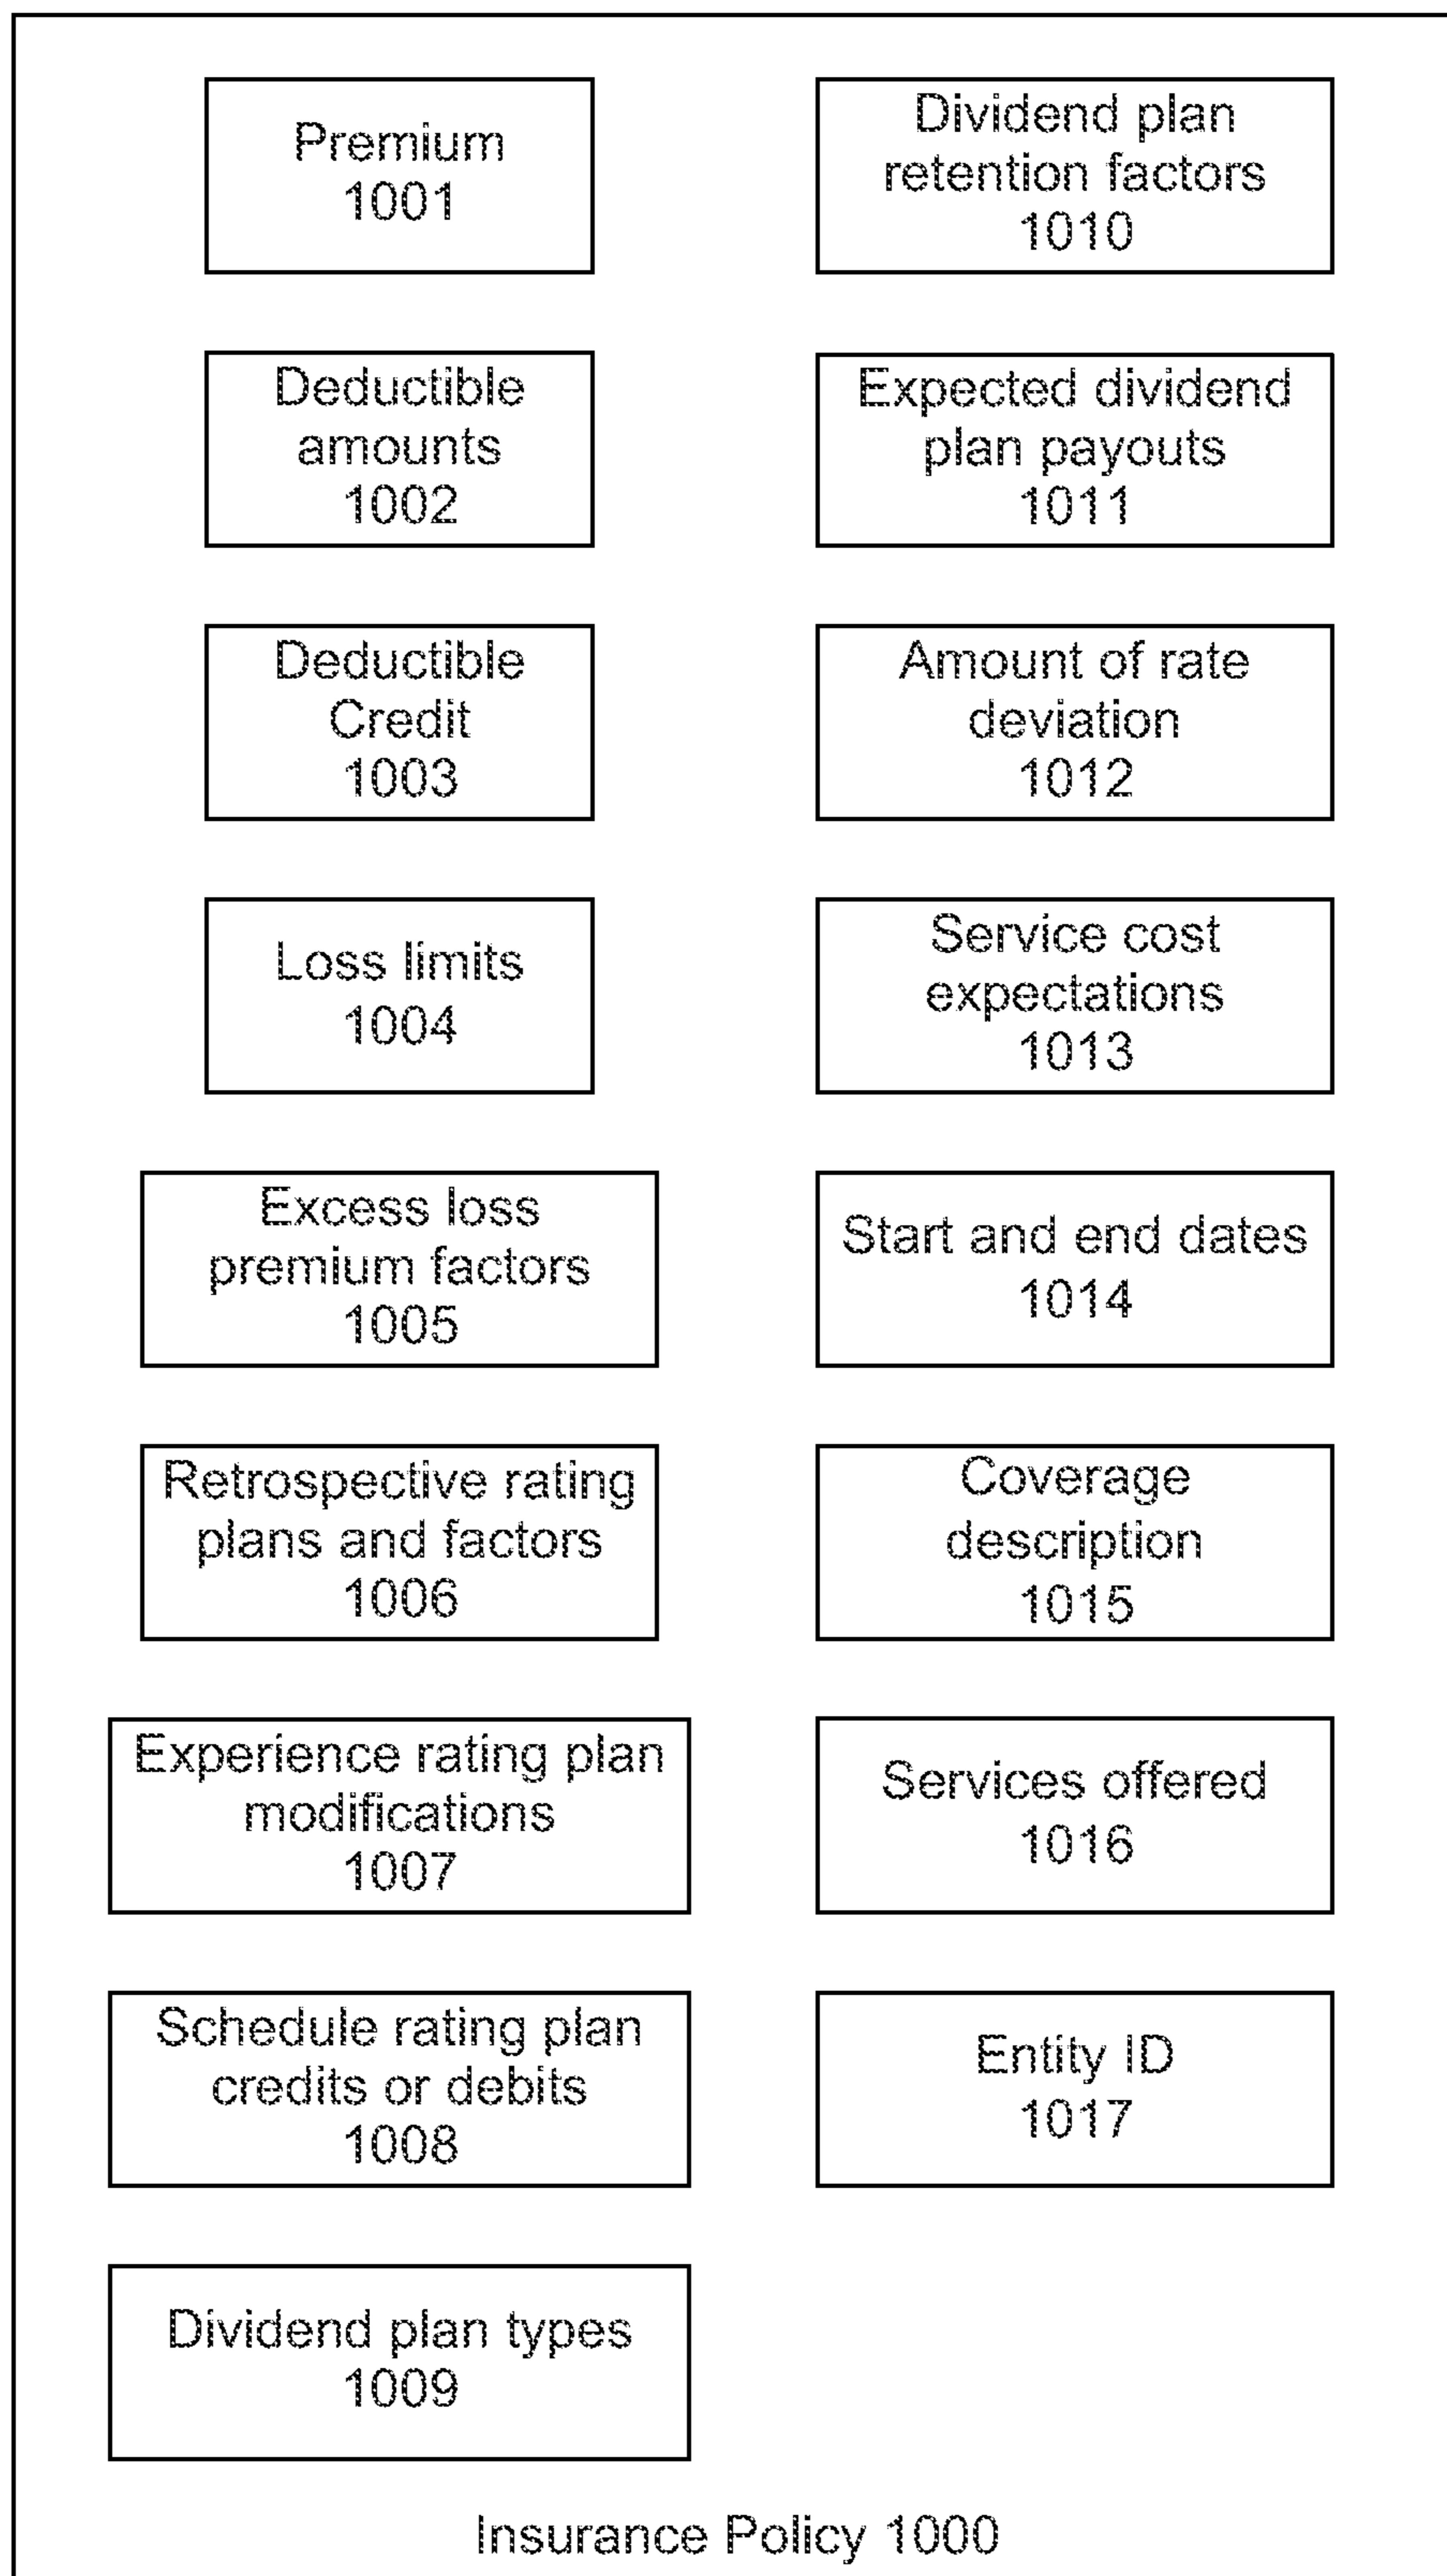 Premium
1001
Deductible
amounts
1002
Deductible
Credit
1003
Loss limits
1004
Excess loss
premium factors
1005
Retrospective rating
plans and factors
1006
Experience rating plan
modifications
1007
Schedule rating plan
credits or debits
1008
Dividend plan types
1009
Dividend plan
retention factors
1010
Expected dividend
plan payouts
1011
Amount of rate
deviation
1012
Service cost
expectations
1013
Start and end dates
1014
Coverage
description
1015
Services offered
1016
Entity ID
1017
Insurance Policy 1000